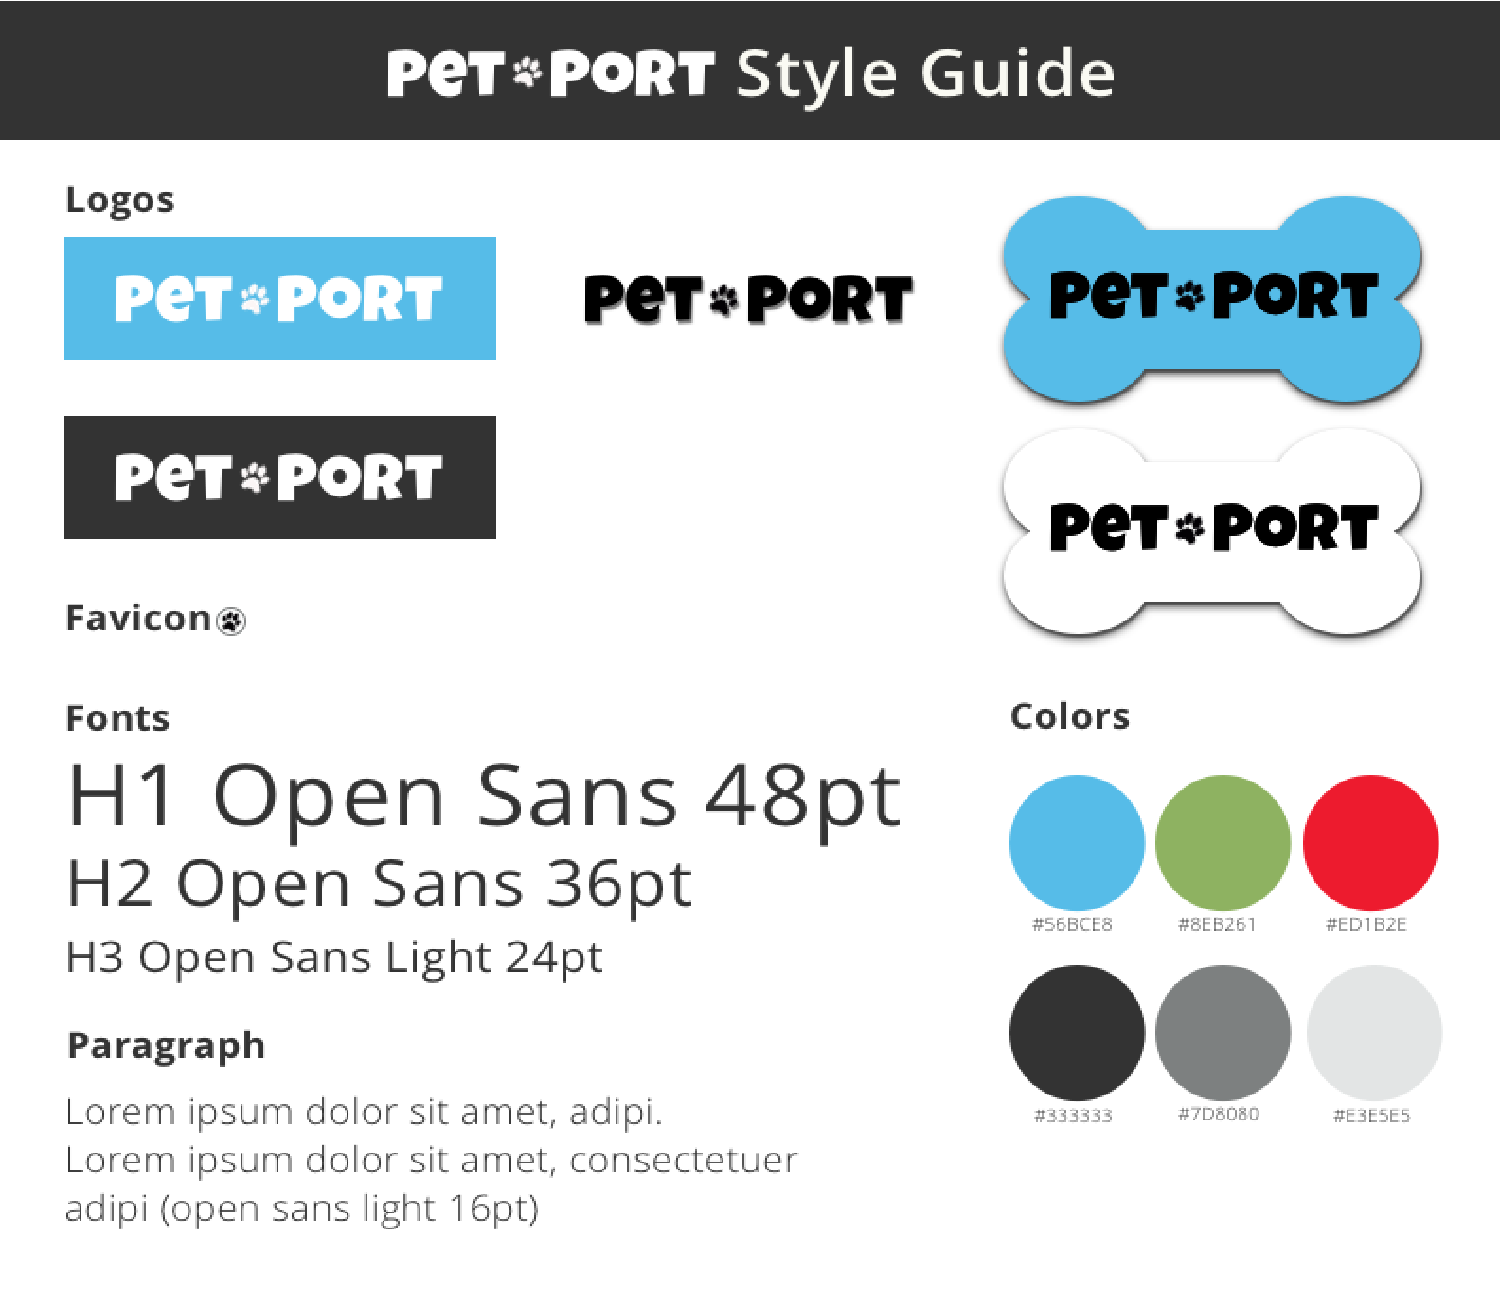 PeT PORT Style Guide
Logos
PeT PORT
PeT PORT
PeT PORT
PeT PORT
PeT PORT
Favicon
Fonts
H1 Open Sans 48pt
H2 Open Sans 36pt
H3 Open Sans Light 24pt
Paragraph
Lorem ipsum dolor sit amet, adipi.
Lorem ipsum dolor sit amet, consectetuer
adipi (open sans light 16pt)
Colors
#56BCE8 #8EB261 #ED1B2E
#333333 #7D8080 #E3E5E5